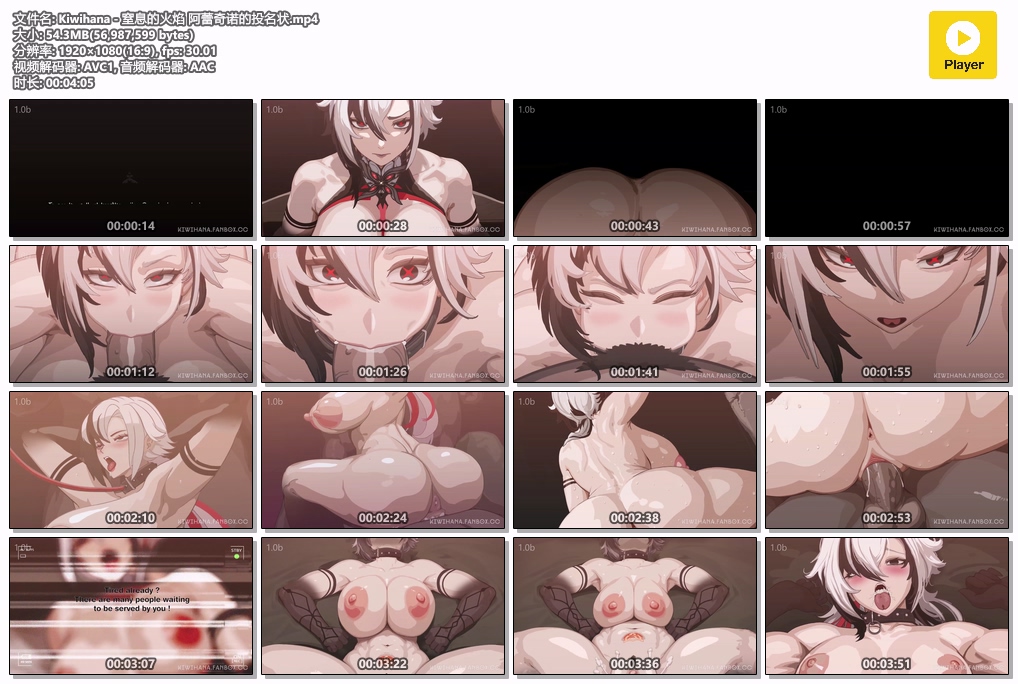 文件名: Kiwihana - 窒息的火焰 阿蕾奇诺的投名状.mp4
大小: 54.3MB(56,987,599 bytes)
分辨率: 1920×1080(16:9), fps: 30.01
视频解码器: AVC1, 音频解码器: AAC
时长: 00:04:05
Player
1.0b
00:00:14
KIWIHANA.FANBOX.CC
1.0b
00:00:28
KIWIHANA.FANBOX.CC
1.0b
00:00:43
KIWIHANA.FANBOX.CC
1.0b
00:00:57
KIWIHANA.FANBOX.CC
00:01:12
KIWIHANA.FANBOX.CC
00:01:26
KIWIHANA.FANBOX.CC
00:01:41
KIWIHANA.FANBOX.CC
00:01:55
KIWIHANA.FANBOX.CC
1.0b
00:02:10
KIWIHANA.FANBOX.CC
1.0b
00:02:24
KIWIHANA.FANBOX.CC
1.0b
00:02:38
KIWIHANA.FANBOX.CC
00:02:53
KIWIHANA.FANBOX.CC
STBY
Tired already ?
There are many people waiting
to be served by you !
00:03:07
KIWIHANA.FANBOX.CC
1.0b
00:03:22
KIWIHANA.FANBOX.CC
1.0b
00:03:36
KIWIHANA.FANBOX.CC
1.0b
00:03:51
KIWIHANA.FANBOX.CC